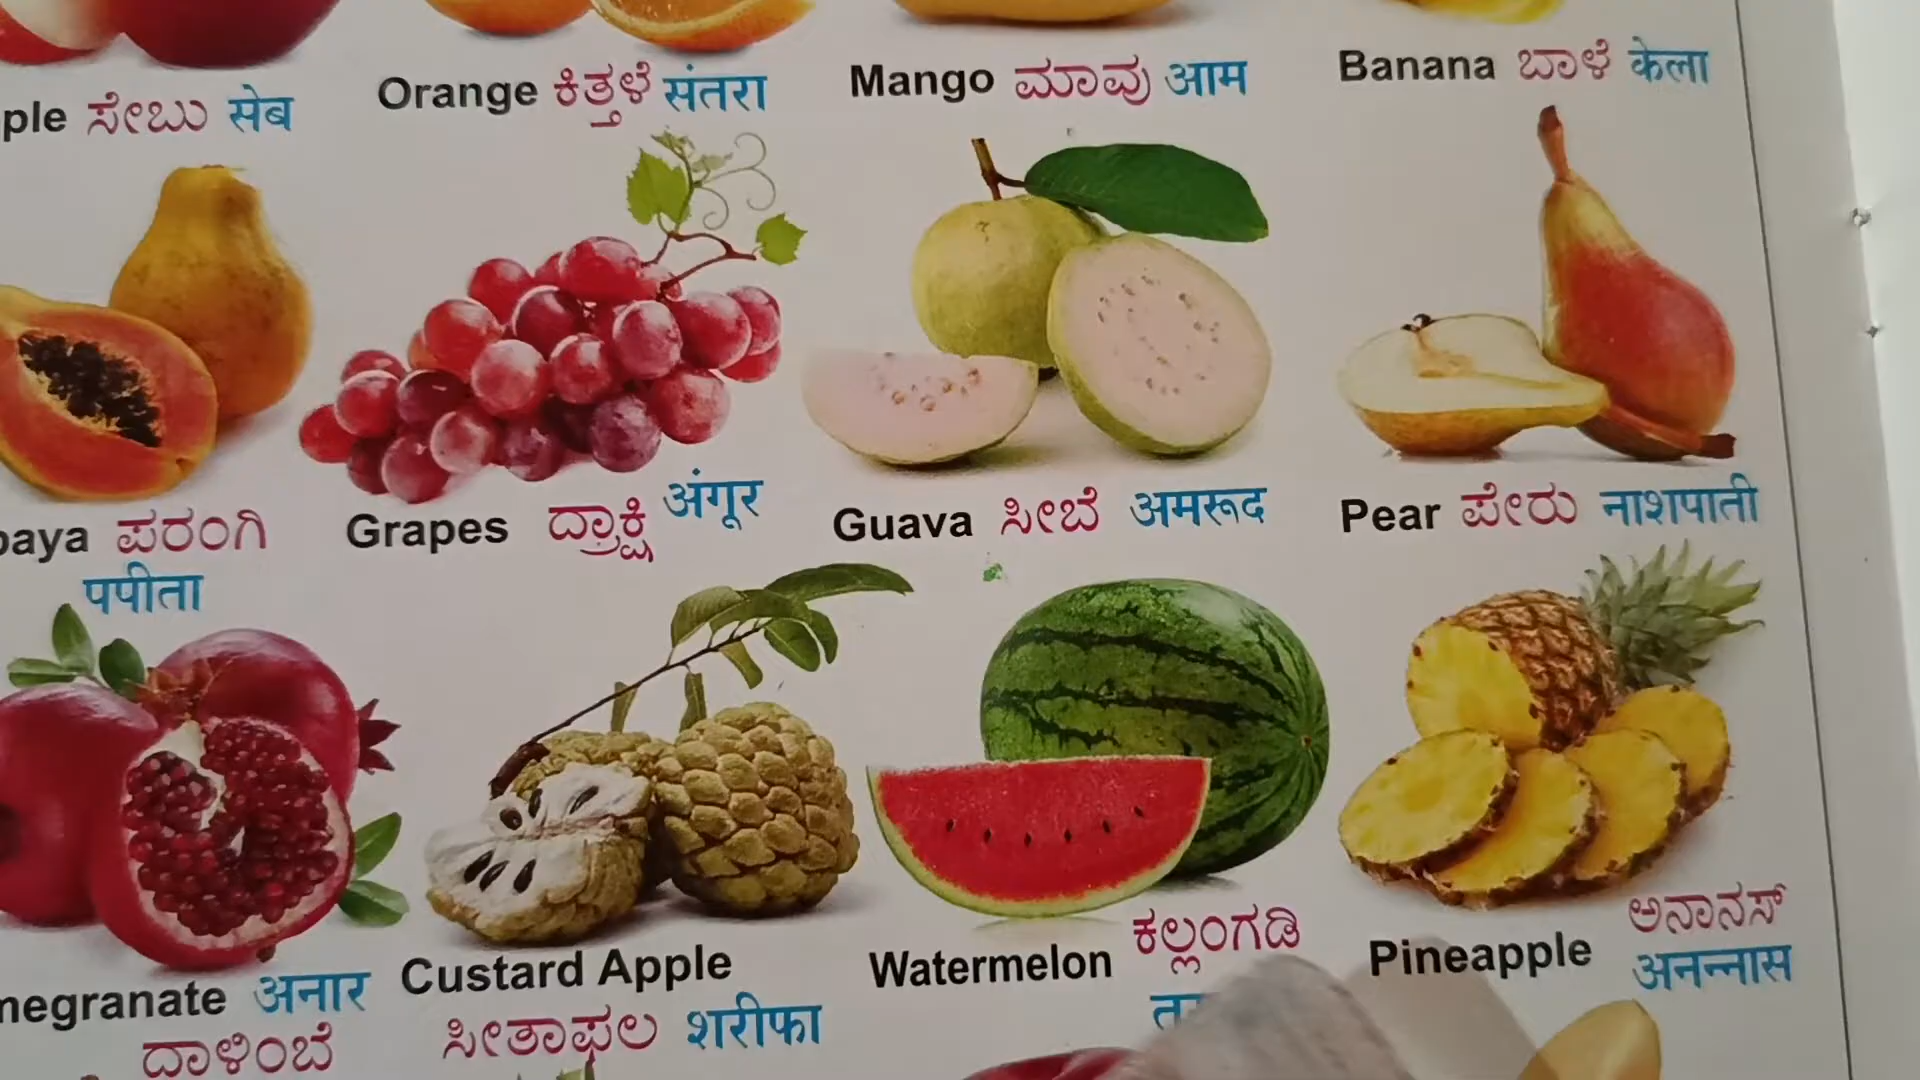 ple ಸೇಬು सेब
Orange ಕಿತ್ತಳೆ संतरा
Mango ಮಾವು आम
Banana ಬಾಳೆ केला
paya ಪರಂಗಿ
पपीता
Grapes ದ್ರಾಕ್ಷಿ अंगूर
Guava ಸೀಬೆ अमरूद
Pear ಪೇರು नाशपाती
megranate अनार
ದಾಳಿಂಬೆ
Custard Apple
ಸೀತಾಫಲ शरीफा
Watermelon ಕಲ್ಲಂಗಡಿ
Pineapple ಅನಾನಸ್
अनन्नास